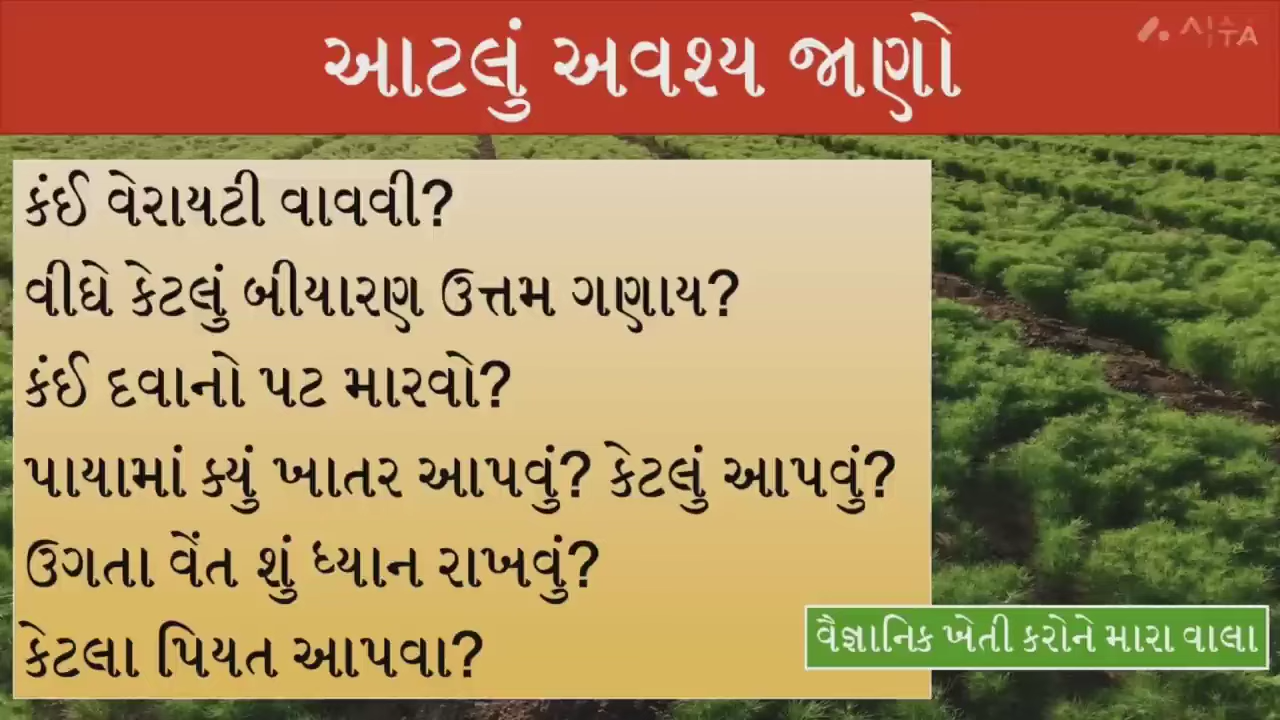 આટલું અવશ્ય જાણો
કંઈ વેરાયટી વાવવી?
વીઘે કેટલું બીયારણ ઉત્તમ ગણાય?
કંઈ દવાનો પટ મારવો?
પાયામાં ક્યું ખાતર આપવું? કેટલું આપવું?
ઉગતા વેંત શું ધ્યાન રાખવું?
કેટલા પિયત આપવા?
વૈજ્ઞાનિક ખેતી કરોને મારા વાલા